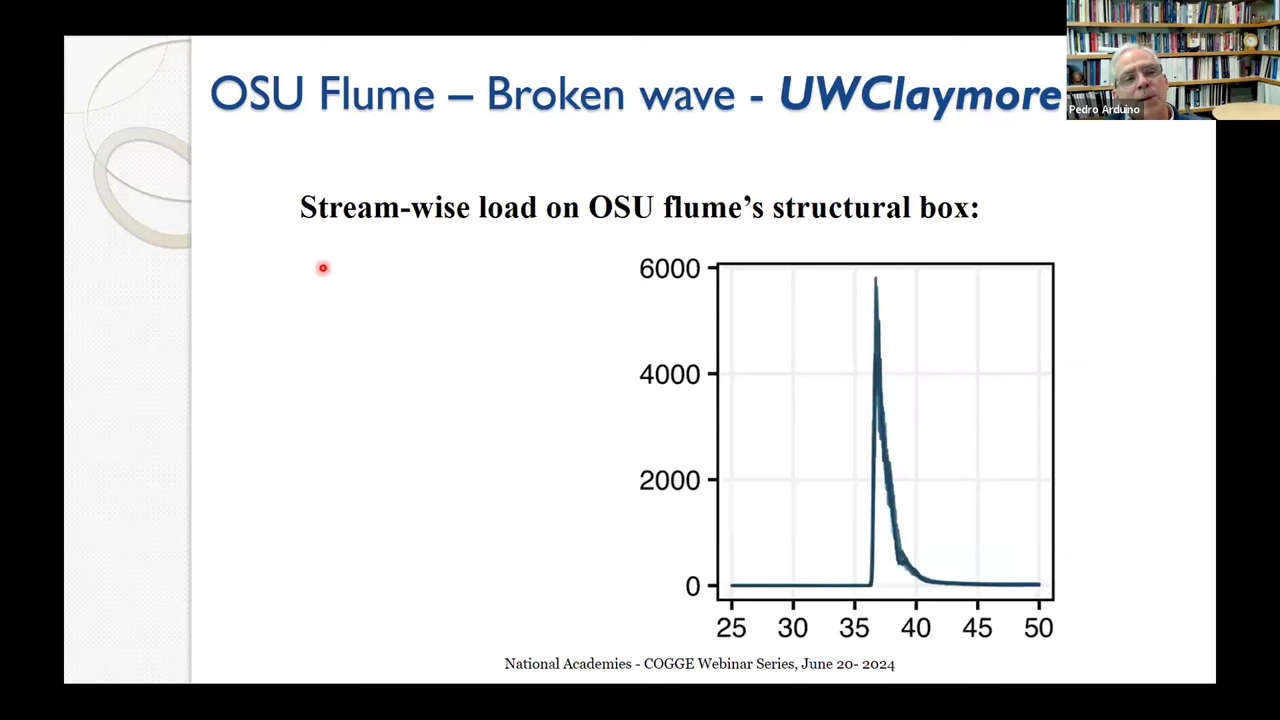 OSU Flume – Broken wave - UWClaymore
Pedro Arduino
Stream-wise load on OSU flume’s structural box:
6000
4000
2000
0
25 30 35 40 45 50
National Academies - COGGE Webinar Series, June 20- 2024